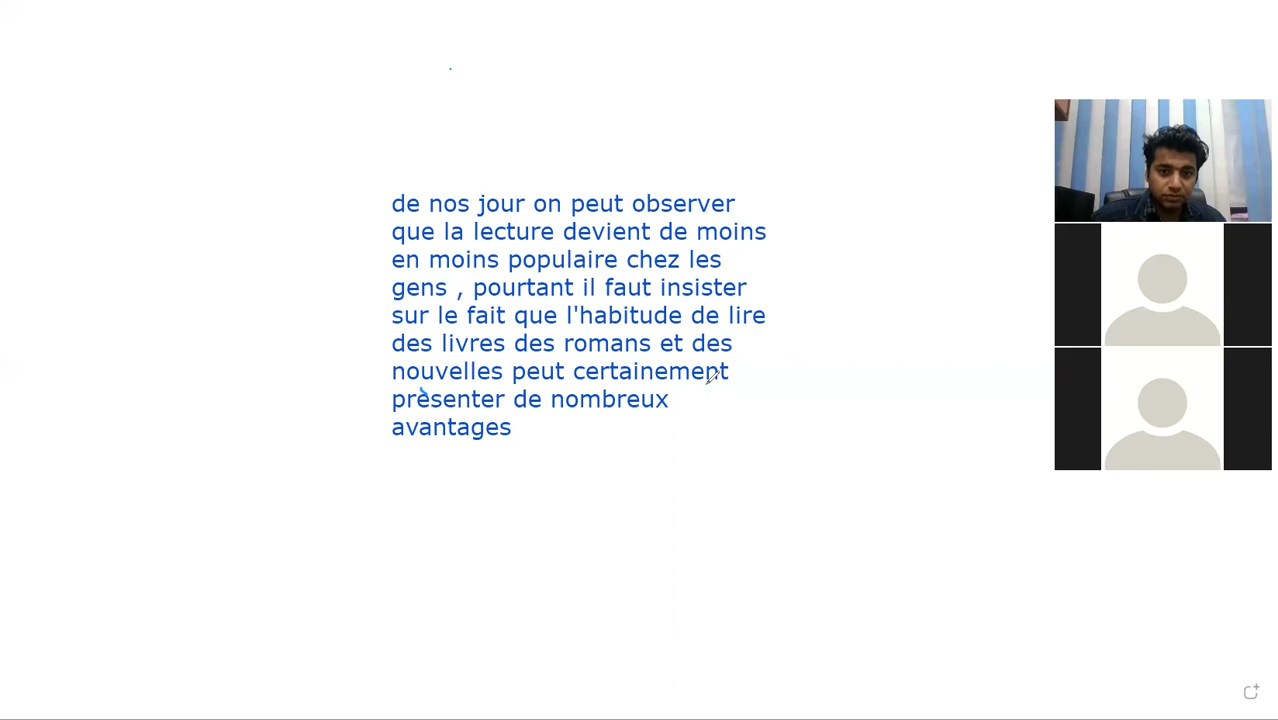 de nos jour on peut observer
que la lecture devient de moins
en moins populaire chez les
gens , pourtant il faut insister
sur le fait que l'habitude de lire
des livres des romans et des
nouvelles peut certainement
prèsenter de nombreux
avantages